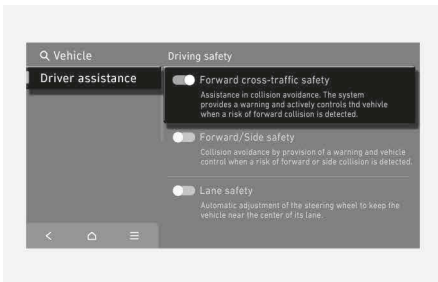 Vehicle
Driving safety
Driver assistance
Forward cross-traffic safety
Assistance in collision avoidance. The system
provides a warning and actively controls thd vehivle
when a risk of forward collision is detected.
Forward/Side safety
Collision avoidance by provision of a warning and vehicle
control when a risk of forward or side collision is detected.
Lane safety
Automatic adjustment of the steering wheel to keep the
vehicle near the center of its lane.